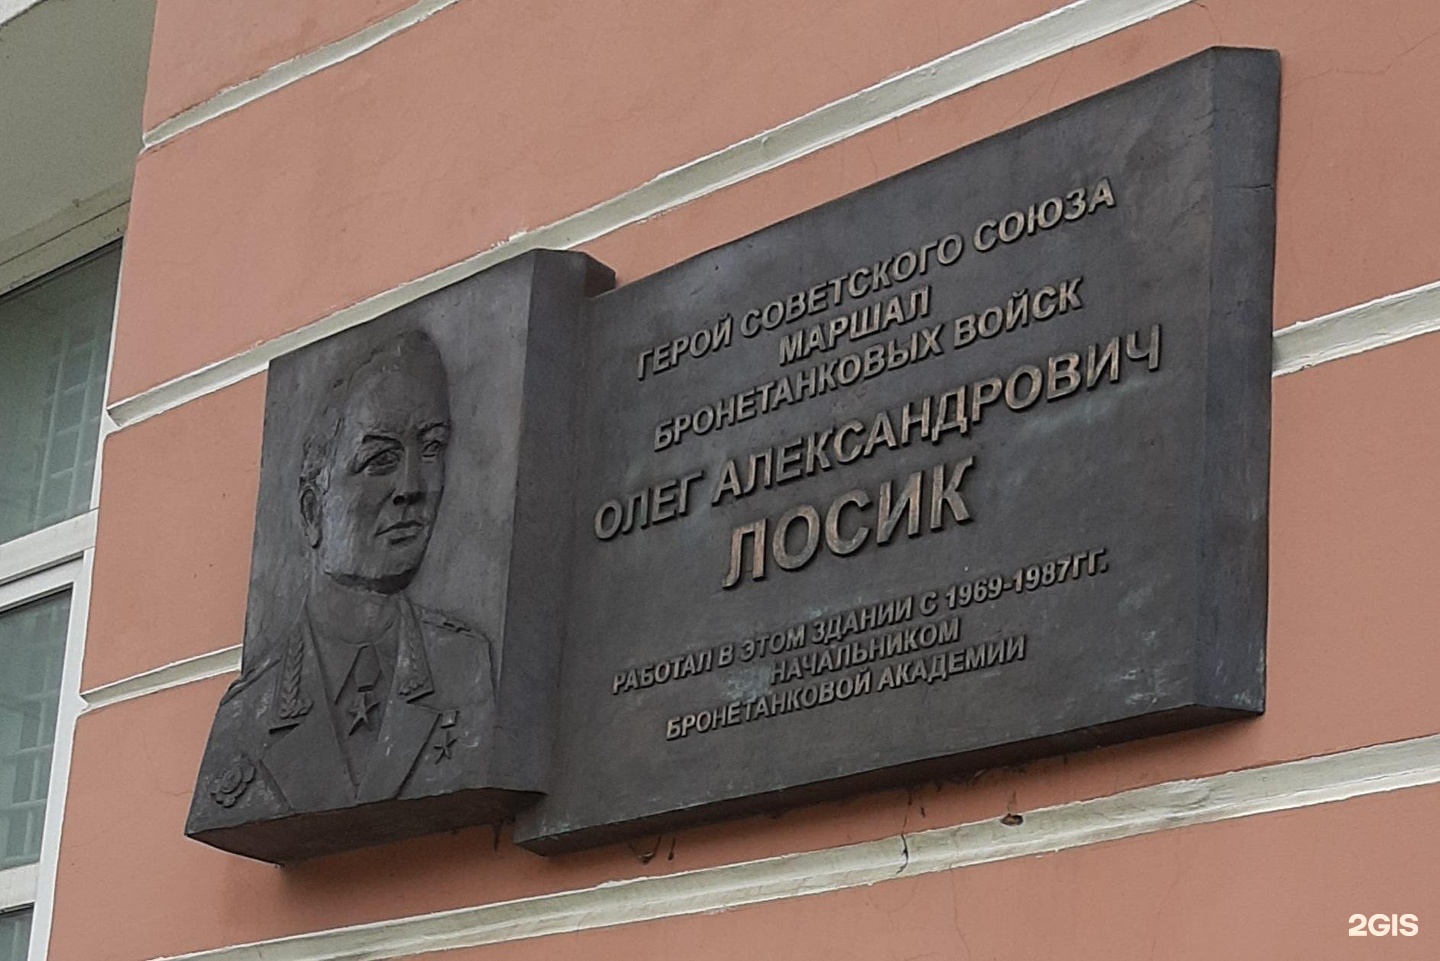 ГЕРОЙ СОВЕТСКОГО СОЮЗА
МАРШАЛ
БРОНЕТАНКОВЫХ ВОЙСК
ОЛЕГ АЛЕКСАНДРОВИЧ
ЛОСИК
РАБОТАЛ В ЭТОМ ЗДАНИИ С 1969-1987ГГ.
НАЧАЛЬНИКОМ
БРОНЕТАНКОВОЙ АКАДЕМИИ
2GIS